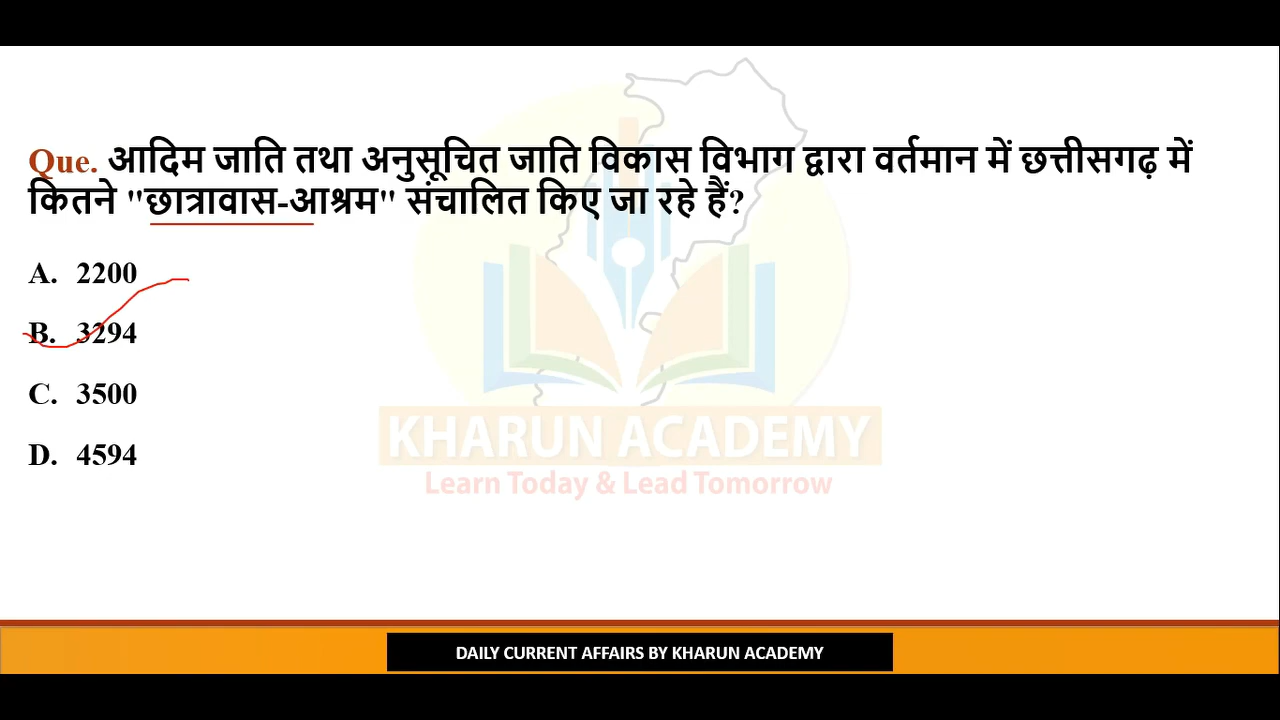 Que. आदिम जाति तथा अनुसूचित जाति विकास विभाग द्वारा वर्तमान में छत्तीसगढ़ में
कितने "छात्रावास-आश्रम" संचालित किए जा रहे हैं?
A. 2200
B. 3294
C. 3500
D. 4594
KHARUN ACADEMY
Learn Today & Lead Tomorrow
DAILY CURRENT AFFAIRS BY KHARUN ACADEMY